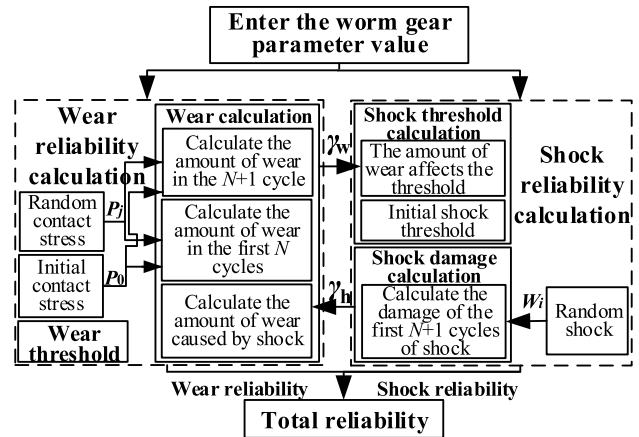 Enter the worm gear
parameter value
Wear
reliability
calculation
Random
contact
stress
Initial
contact
stress
Wear
threshold
Pj
P0
Wear calculation
Calculate the
amount of wear
in the N+1 cycle
Calculate the
amount of wear
in the first N
cycles
Calculate the
amount of wear
caused by shock
γw
γh
Shock threshold
calculation
The amount of
wear affects the
threshold
Initial shock
threshold
Shock damage
calculation
Calculate the
damage of the
first N+1 cycles
of shock
Shock
reliability
calculation
Wi
Random
shock
Wear reliability
Shock reliability
Total reliability